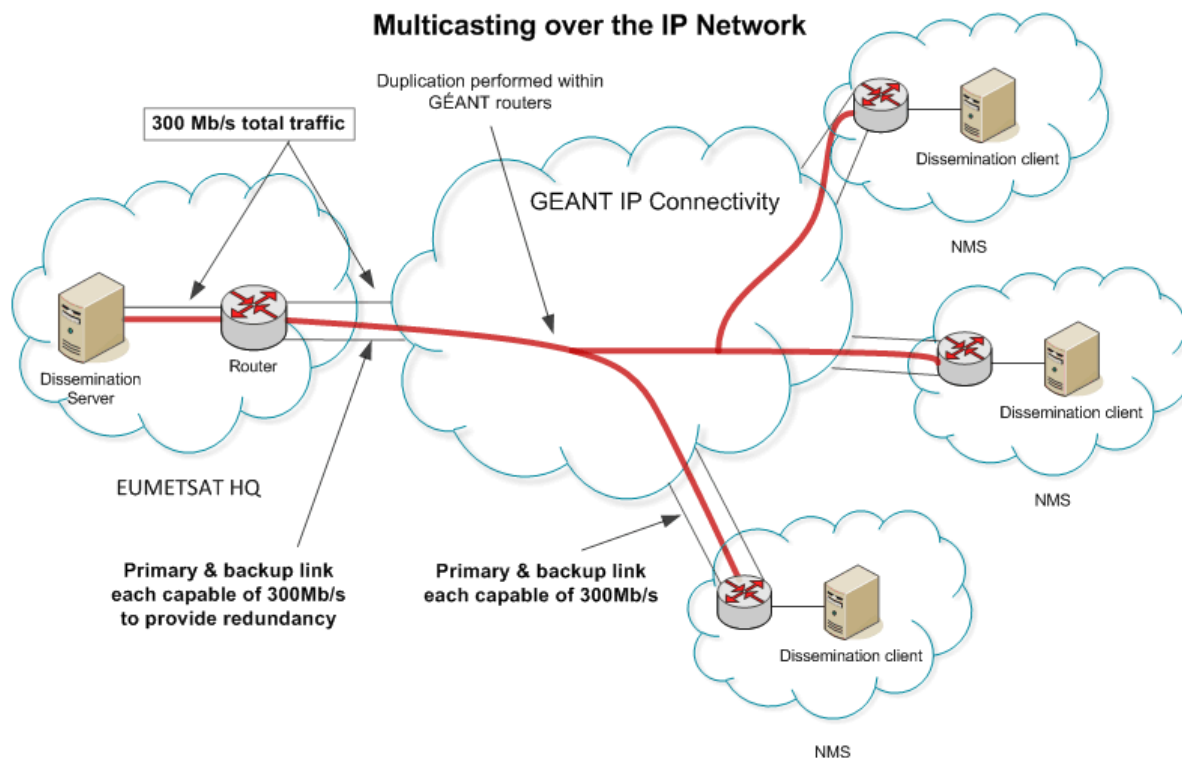 Multicasting over the IP Network
Duplication performed within
GÉANT routers
300 Mb/s total traffic
GEANT IP Connectivity
Dissemination client
NMS
Router
Dissemination
Server
Dissemination client
NMS
EUMETSAT HQ
Primary & backup link
each capable of 300Mb/s
to provide redundancy
Primary & backup link
each capable of 300Mb/s
Dissemination client
NMS